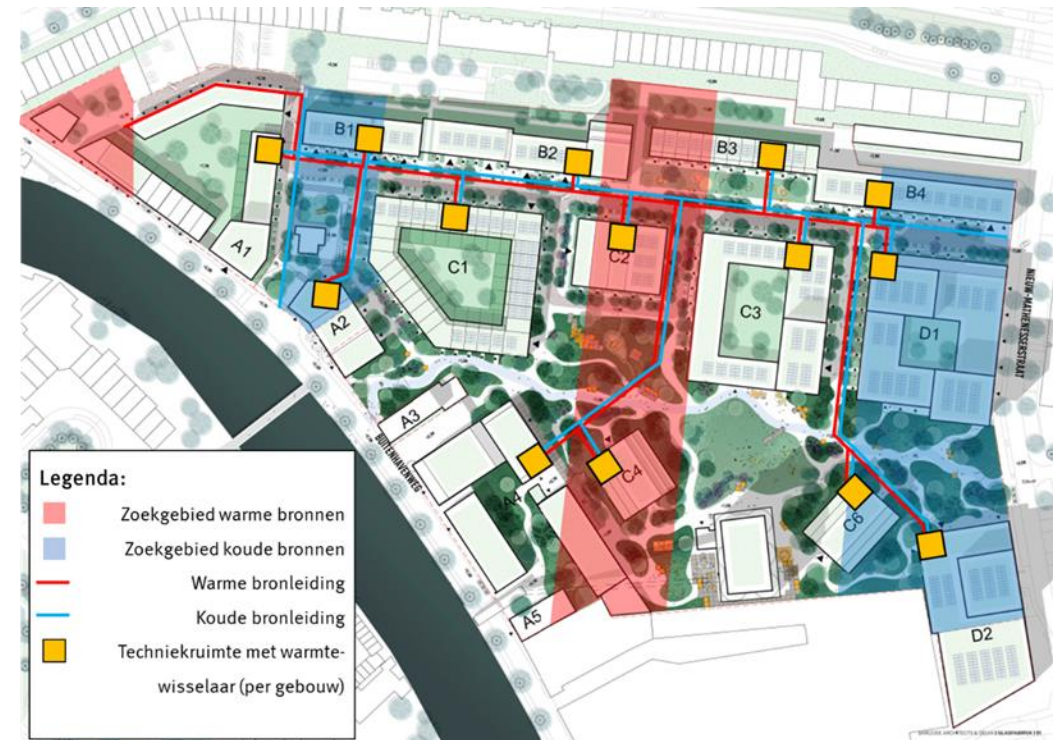 B1
B2
B3
B4
A1
C1
C2
C3
D1
NIEUW-MATHENESSERSTRAAT
A2
A3
BUITENHAVENWEG
A4
C4
C6
A5
D2
Legenda:
Zoekgebied warme bronnen
Zoekgebied koude bronnen
Warme bronleiding
Koude bronleiding
Techniekruimte met warmte-
wisselaar (per gebouw)